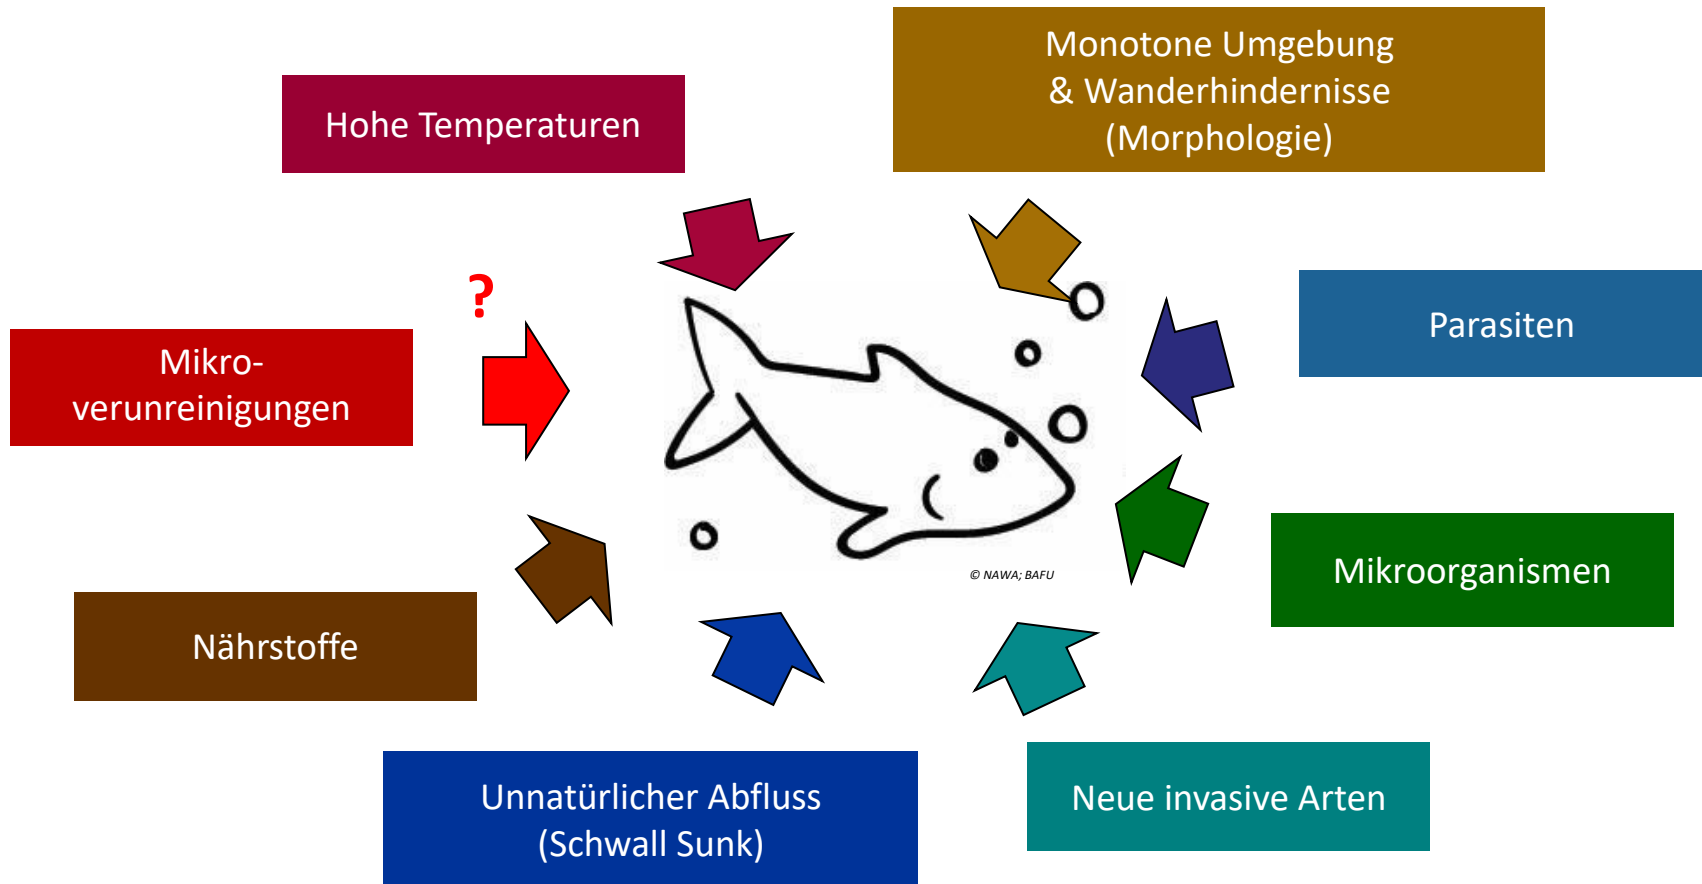 Monotone Umgebung
& Wanderhindernisse
(Morphologie)
Hohe Temperaturen
?
Parasiten
Mikro-
verunreinigungen
© NAWA; BAFU
Mikroorganismen
Nährstoffe
Unnatürlicher Abfluss
(Schwall Sunk)
Neue invasive Arten